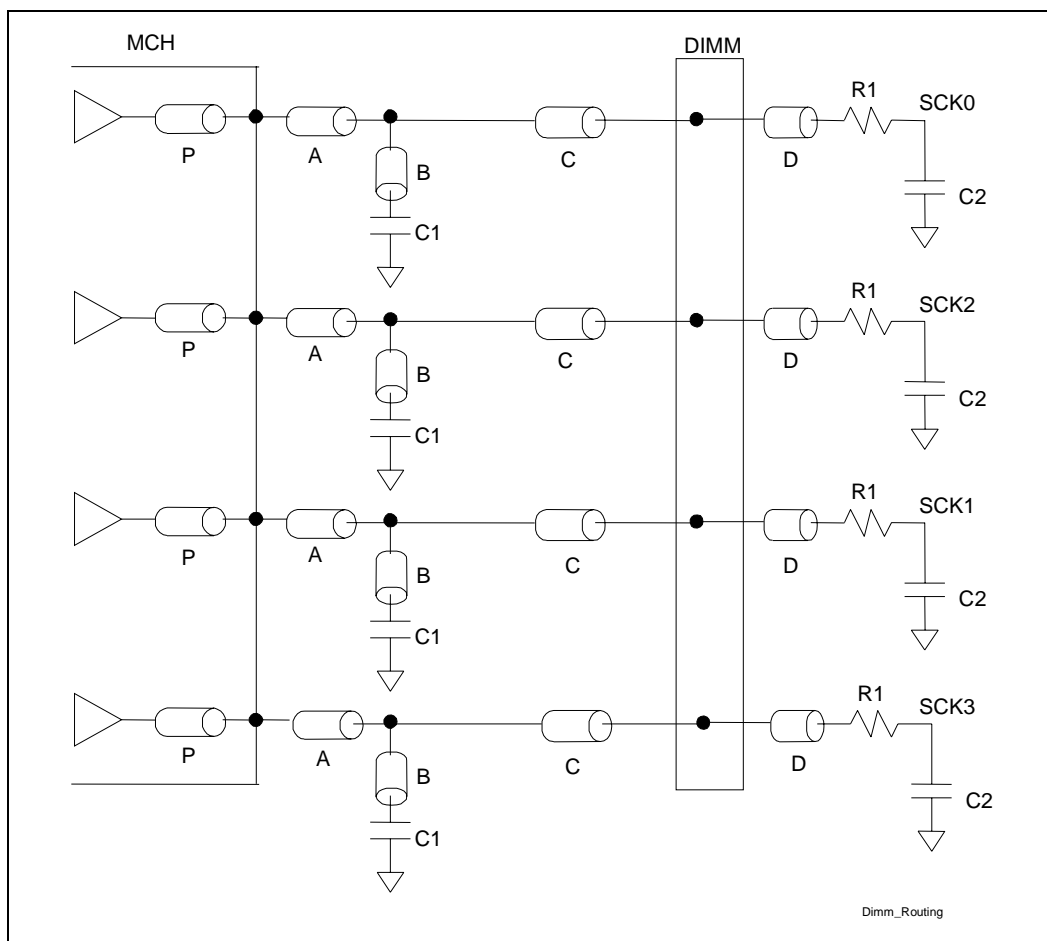 MCH
DIMM
R1
SCK0
P
A
B
C
D
C1
C2
R1
SCK2
P
A
B
C
D
C1
C2
R1
SCK1
P
A
B
C
D
C1
C2
R1
SCK3
P
A
B
C
D
C1
C2
Dimm_Routing